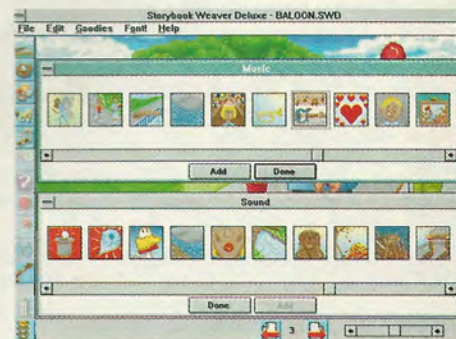 Storybook Weaver Deluxe - BALOON.SWD
File Edit Goodies Font! Help
Music
Add Done
Sound
Done Add
3